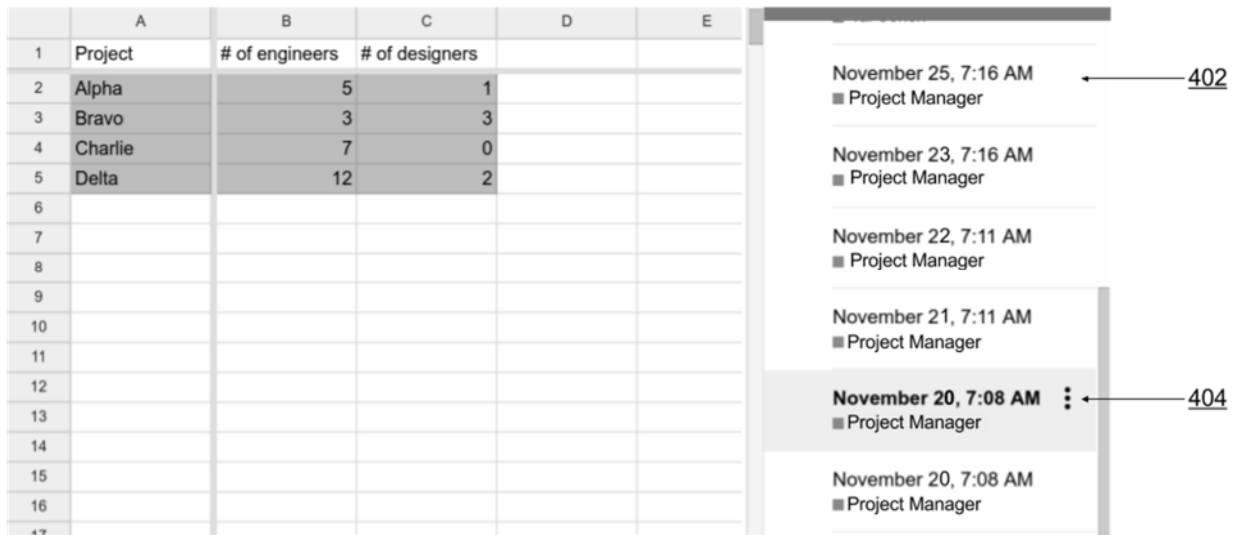 A B C D E
1 Project # of engineers # of designers
2 Alpha 5 1
3 Bravo 3 3
4 Charlie 7 0
5 Delta 12 2
6
7
8
9
10
11
12
13
14
15
16
November 25, 7:16 AM 402
Project Manager
November 23, 7:16 AM
Project Manager
November 22, 7:11 AM
Project Manager
November 21, 7:11 AM
Project Manager
November 20, 7:08 AM 404
Project Manager
November 20, 7:08 AM
Project Manager